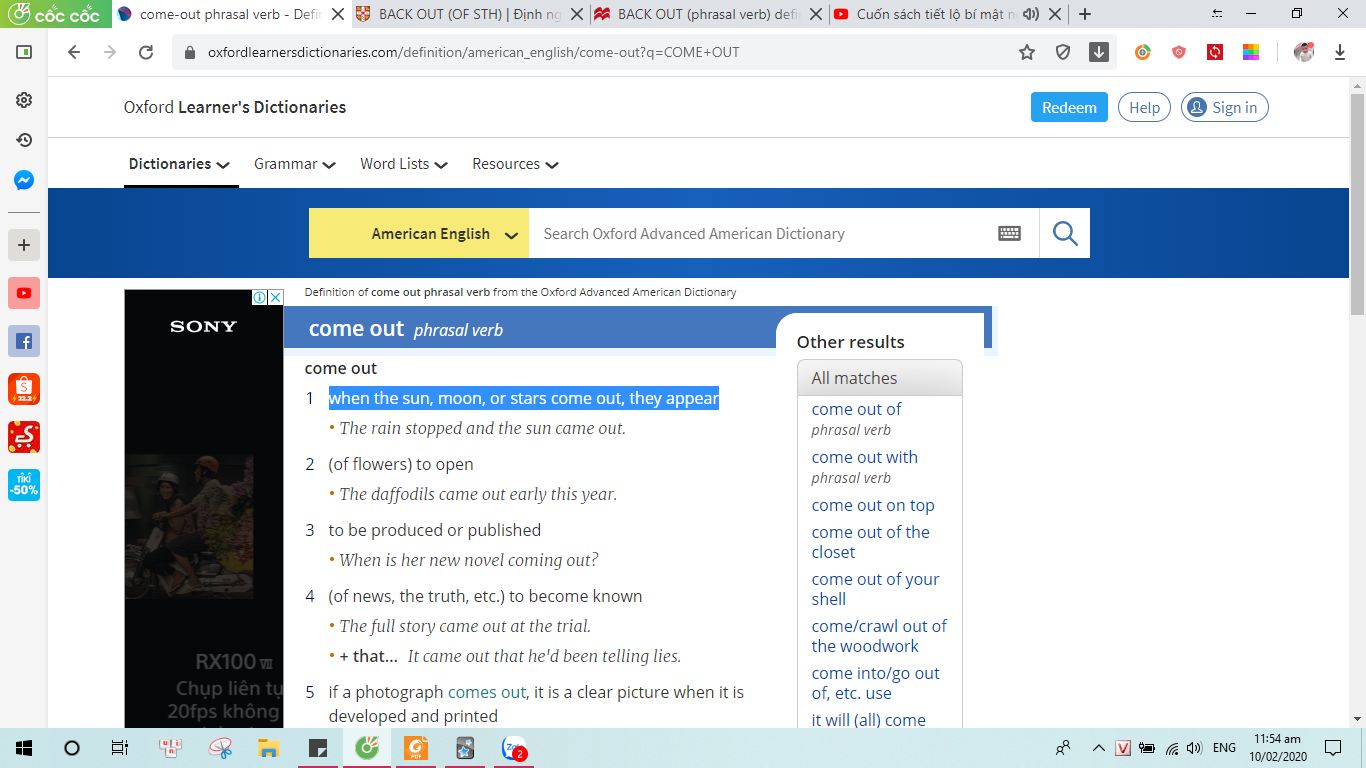 cốc cốc
come-out phrasal verb - Defin
BACK OUT (OF STH) | Định ng
BACK OUT (phrasal verb) defin
Cuốn sách tiết lộ bí mật n
oxfordlearnersdictionaries.com/definition/american_english/come-out?q=COME+OUT
Oxford Learner's Dictionaries
Redeem
Help
Sign in
Dictionaries
Grammar
Word Lists
Resources
American English
Search Oxford Advanced American Dictionary
Definition of come out phrasal verb from the Oxford Advanced American Dictionary
SONY
come out phrasal verb
come out
1 when the sun, moon, or stars come out, they appear
• The rain stopped and the sun came out.
2 (of flowers) to open
• The daffodils came out early this year.
3 to be produced or published
• When is her new novel coming out?
4 (of news, the truth, etc.) to become known
• The full story came out at the trial.
• + that… It came out that he'd been telling lies.
5 if a photograph comes out, it is a clear picture when it is
developed and printed
Other results
All matches
come out of
phrasal verb
come out with
phrasal verb
come out on top
come out of the
closet
come out of your
shell
come/crawl out of
the woodwork
come into/go out
of, etc. use
it will (all) come
RX100 VII
Chụp liên tụ
20fps không
2.2
TIKI
-50%
2
ENG
11:54 am
10/02/2020